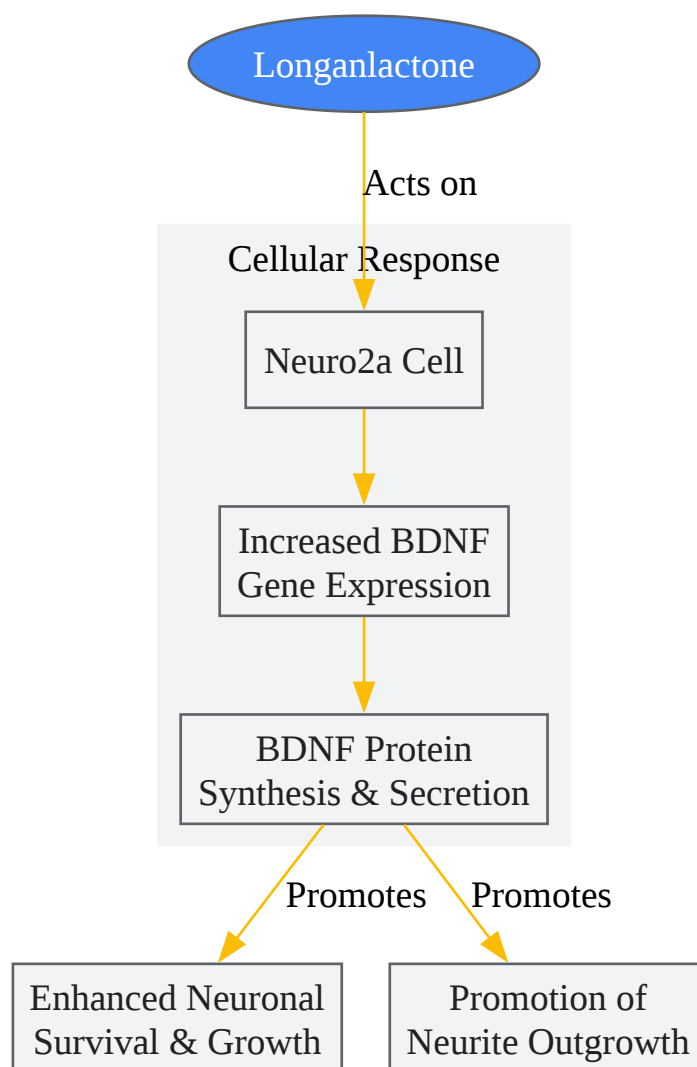 Longanlactone
Acts on
Cellular Response
Neuro2a Cell
Increased BDNF
Gene Expression
BDNF Protein
Synthesis & Secretion
Promotes
Promotes
Enhanced Neuronal
Survival & Growth
Promotion of
Neurite Outgrowth